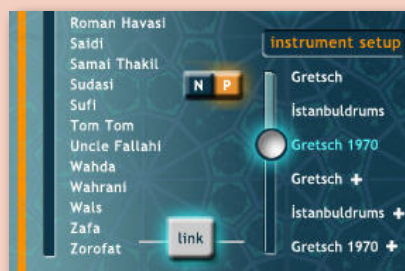 Roman Havasi
Saidi
Samai Thakil
Sudasi
Sufi
Tom Tom
Uncle Fallahi
Wahda
Wahrani
Wals
Zafa
Zorofat
N P
link
instrument setup
Gretsch
İstanbuldrums
Gretsch 1970
Gretsch +
İstanbuldrums +
Gretsch 1970 +